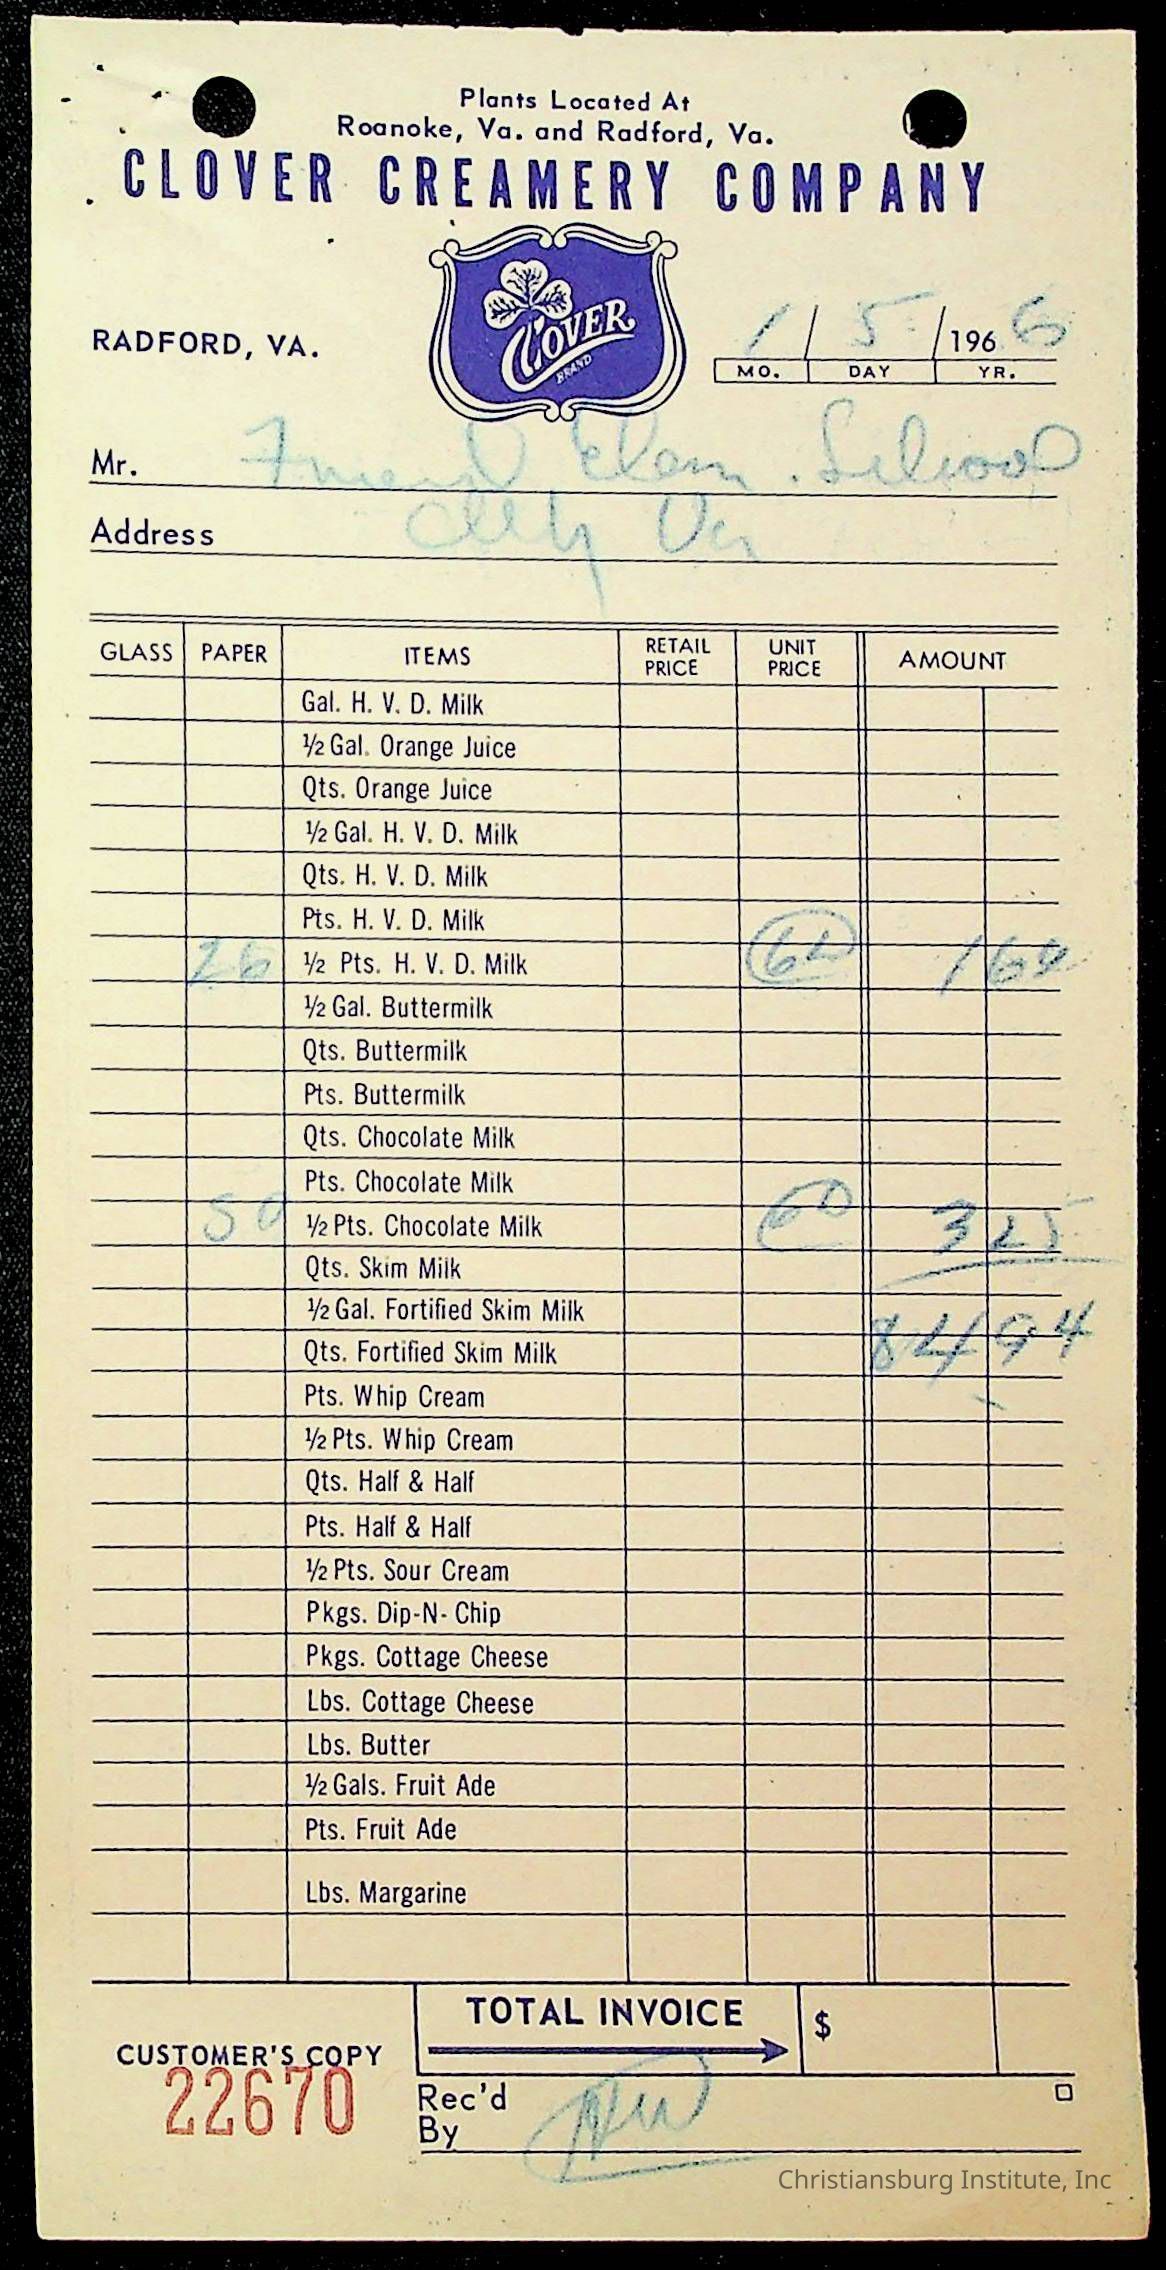 Plants Located At
Roanoke, Va. and Radford, Va.
CLOVER CREAMERY COMPANY
CLOVER
BRAND
RADFORD, VA.
1 / 5 / 196 6
MO. DAY YR.
Mr. Friend Elem. School
Address City Va
GLASS PAPER ITEMS RETAIL PRICE UNIT PRICE AMOUNT
Gal. H. V. D. Milk
½ Gal. Orange Juice
Qts. Orange Juice
½ Gal. H. V. D. Milk
Qts. H. V. D. Milk
Pts. H. V. D. Milk
26 ½ Pts. H. V. D. Milk 1 69
½ Gal. Buttermilk
Qts. Buttermilk
Pts. Buttermilk
Qts. Chocolate Milk
Pts. Chocolate Milk
50 ½ Pts. Chocolate Milk 3 25
Qts. Skim Milk
½ Gal. Fortified Skim Milk
Qts. Fortified Skim Milk 4 94
Pts. Whip Cream
½ Pts. Whip Cream
Qts. Half & Half
Pts. Half & Half
½ Pts. Sour Cream
Pkgs. Dip-N-Chip
Pkgs. Cottage Cheese
Lbs. Cottage Cheese
Lbs. Butter
½ Gals. Fruit Ade
Pts. Fruit Ade
Lbs. Margarine
TOTAL INVOICE $
CUSTOMER'S COPY
22670
Rec'd
By
Christiansburg Institute, Inc